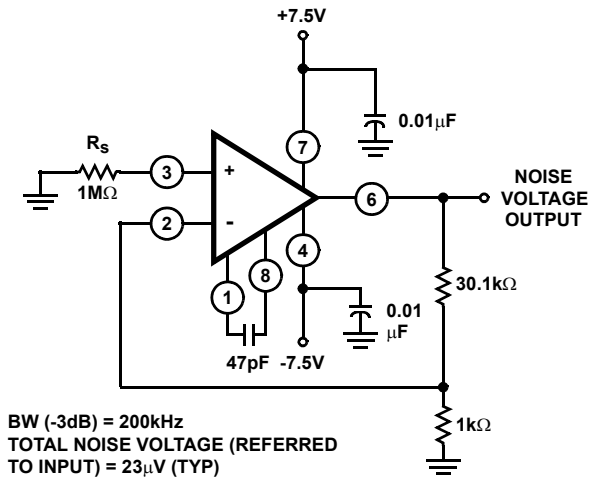 +7.5V
0.01μF
7
Rs
1MΩ
3
+
2
-
6
NOISE
VOLTAGE
OUTPUT
4
8
1
30.1kΩ
0.01
μF
47pF
-7.5V
1kΩ
BW (-3dB) = 200kHz
TOTAL NOISE VOLTAGE (REFERRED
TO INPUT) = 23μV (TYP)